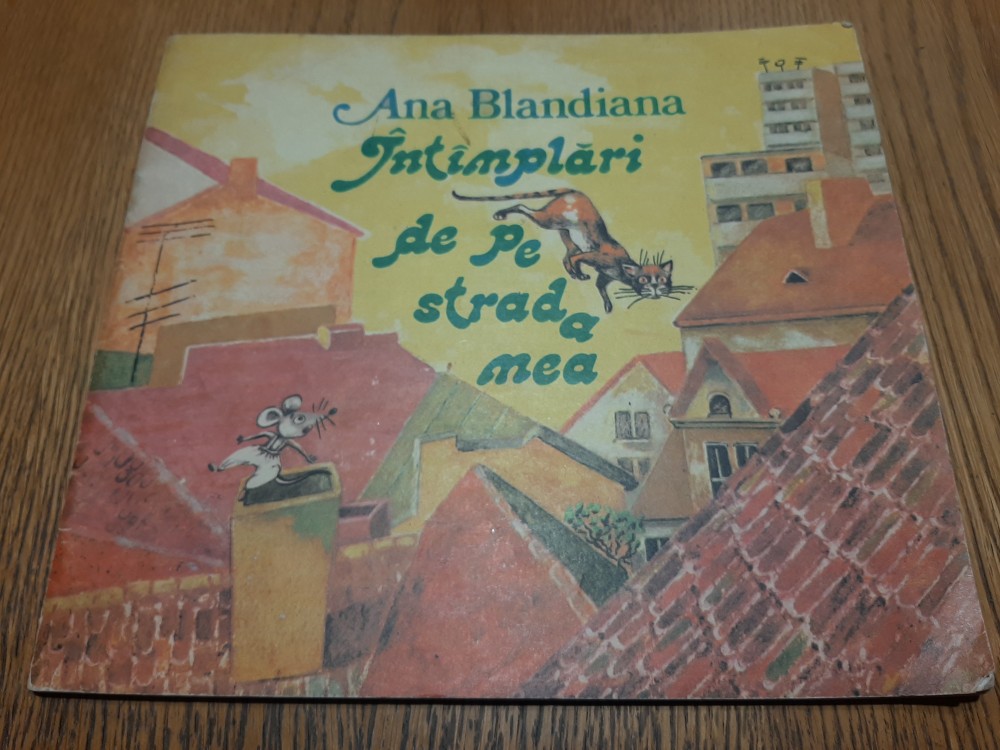 Ana Blandiana
Întîmplări
de pe
strada
mea